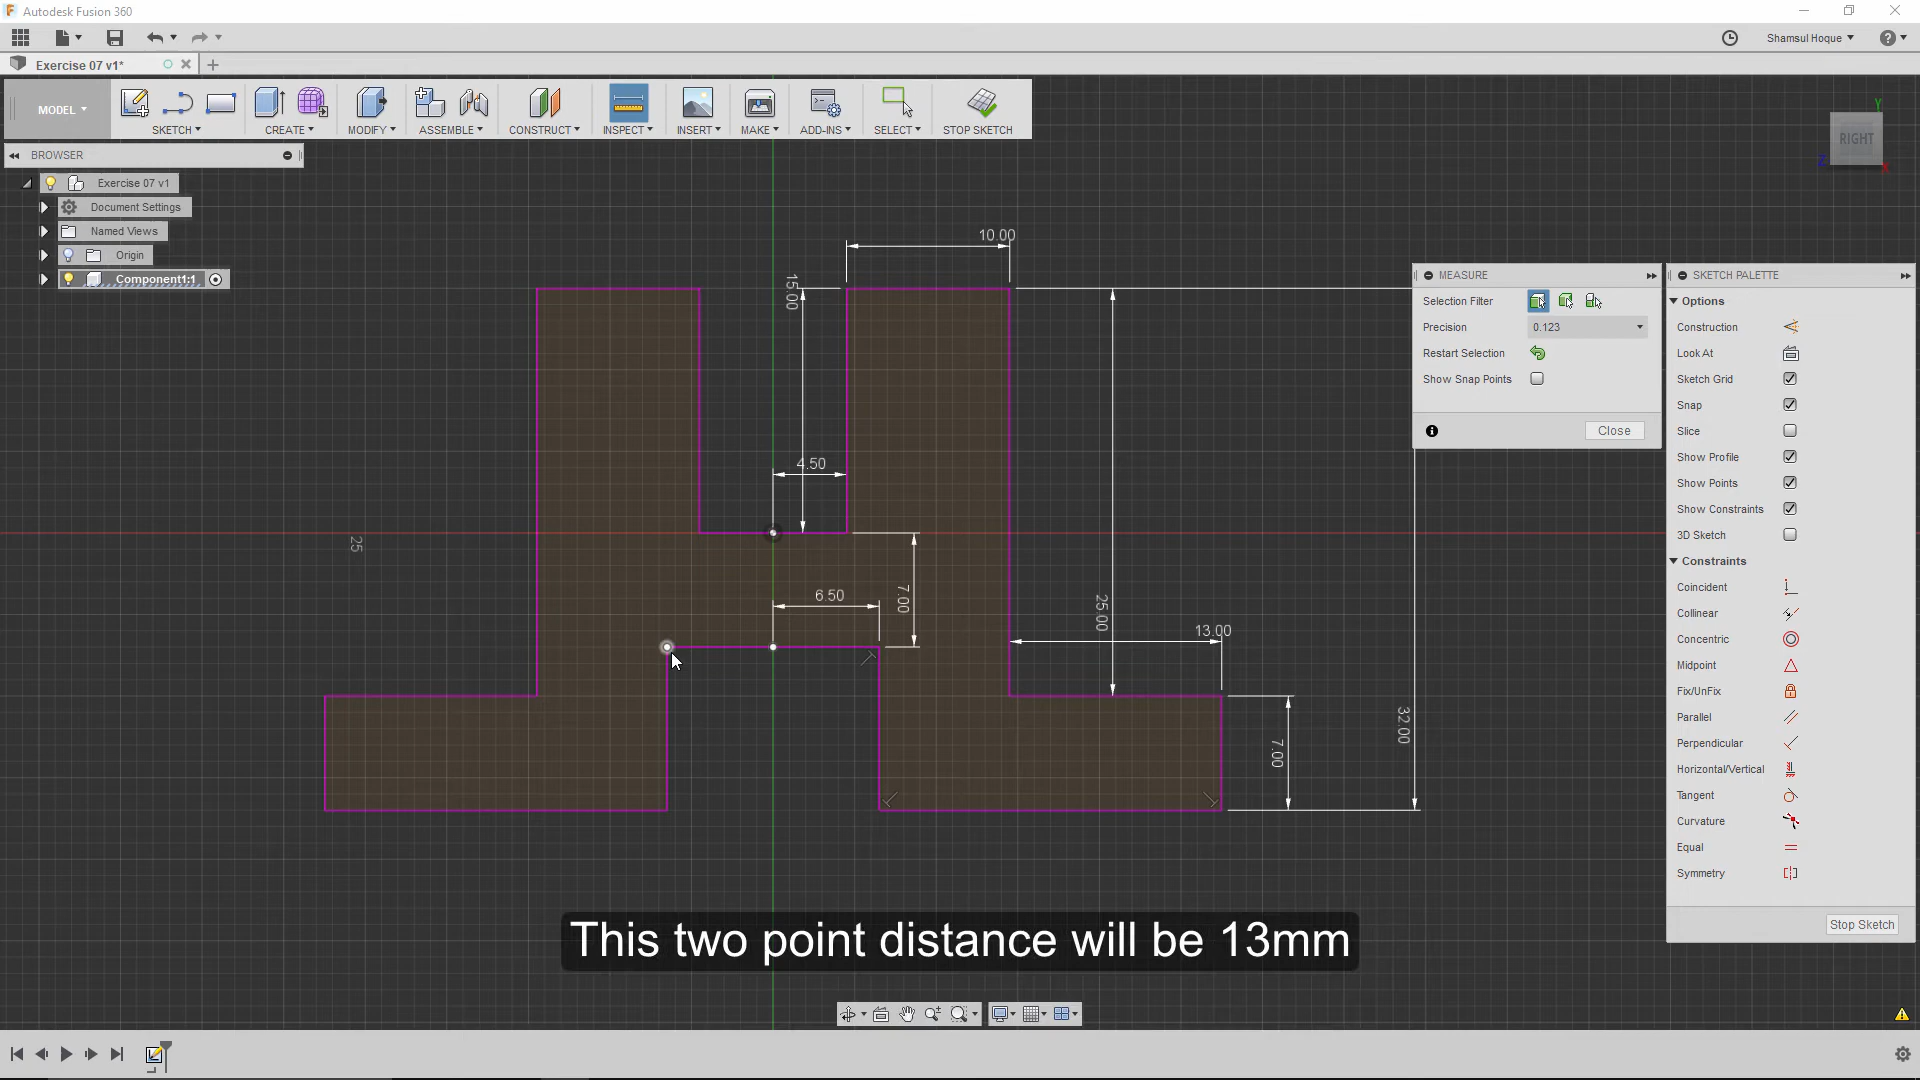 Autodesk Fusion 360
Shamsul Hoque
Exercise 07 v1*
MODEL
SKETCH
CREATE
MODIFY
ASSEMBLE
CONSTRUCT
INSPECT
INSERT
MAKE
ADD-INS
SELECT
STOP SKETCH
BROWSER
Exercise 07 v1
Document Settings
Named Views
Origin
Component1:1
Y
RIGHT
Z
X
10.00
15.00
4.50
25
6.50
7.00
25.00
13.00
7.00
32.00
MEASURE
Selection Filter
Precision 0.123
Restart Selection
Show Snap Points
Close
SKETCH PALETTE
Options
Construction
Look At
Sketch Grid
Snap
Slice
Show Profile
Show Points
Show Constraints
3D Sketch
Constraints
Coincident
Collinear
Concentric
Midpoint
Fix/UnFix
Parallel
Perpendicular
Horizontal/Vertical
Tangent
Curvature
Equal
Symmetry
Stop Sketch
This two point distance will be 13mm